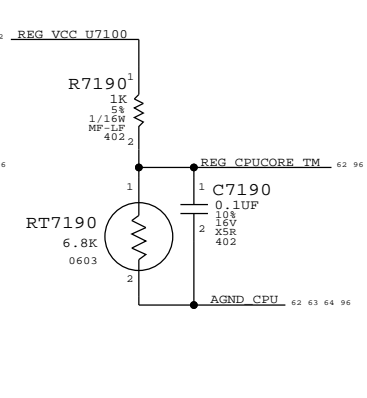 REG_VCC_U7100
R7190
1
1K
5%
1/16W
MF-LF
402
2
6
REG_CPUCORE_TM 62 96
1
1
C7190
0.1UF
10%
16V
X5R
402
2
RT7190
6.8K
0603
2
AGND_CPU 62 63 64 96